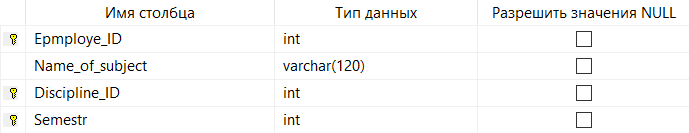 Имя столбца Тип данных Разрешить значения NULL
Epmploye_ID int
Name_of_subject varchar(120)
Discipline_ID int
Semestr int